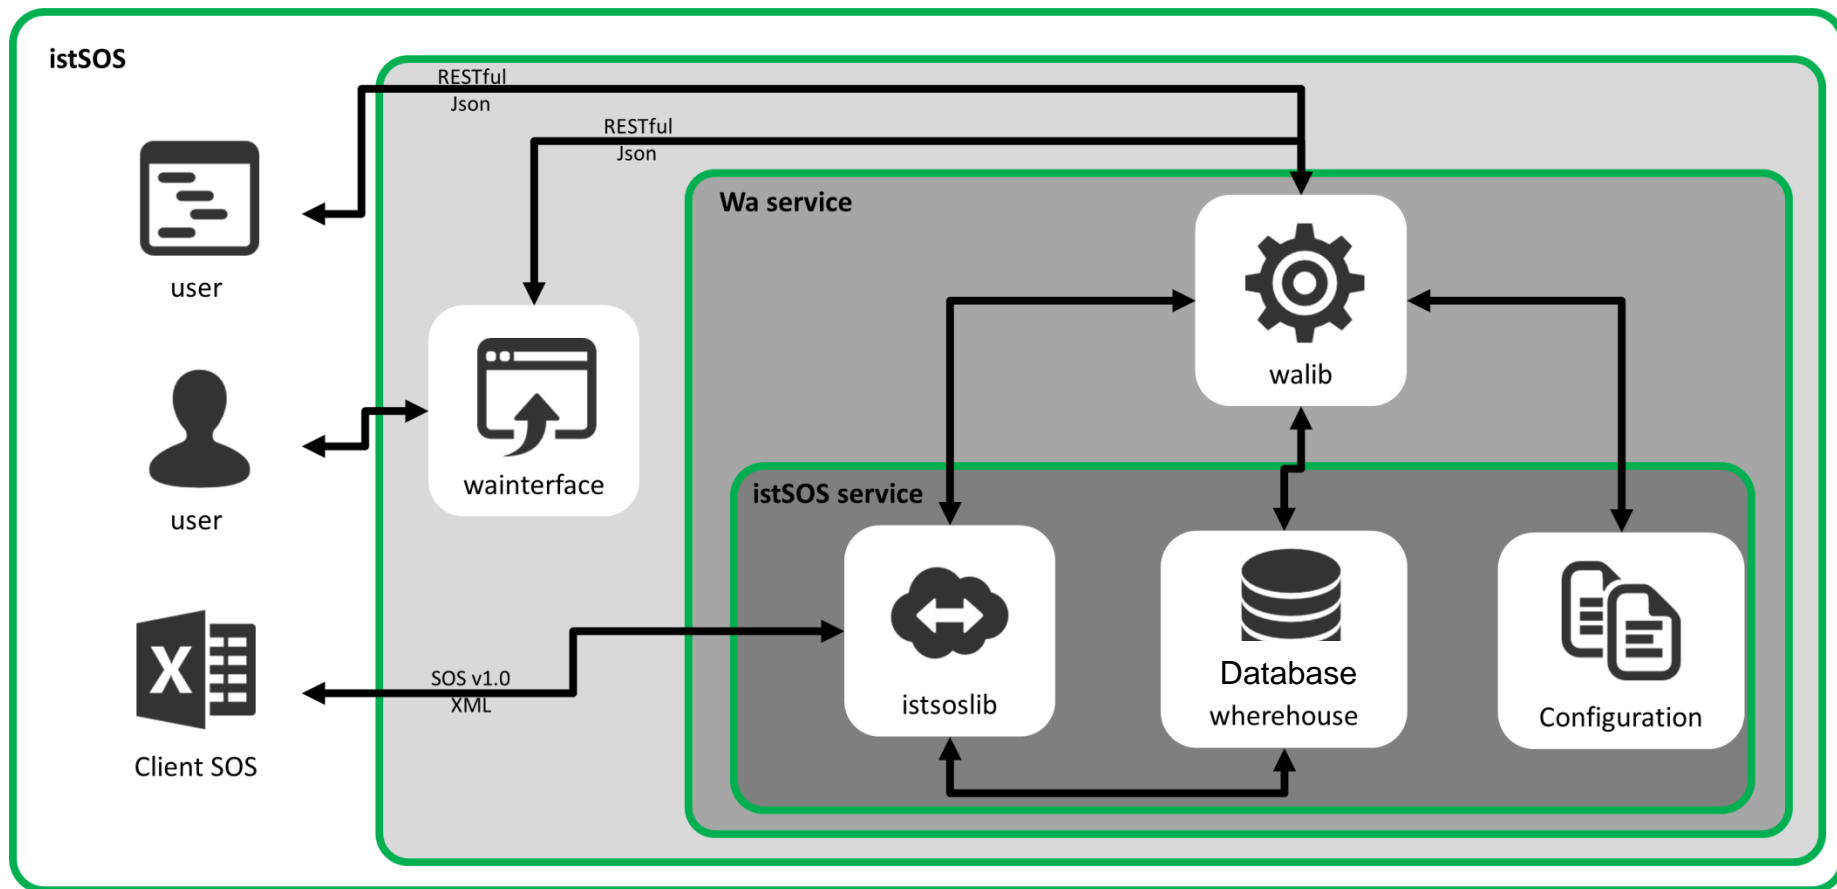 istSOS
RESTful
Json
RESTful
Json
Wa service
user
walib
wainterface
user
istSOS service
SOS v1.0
XML
istsoslib
Database
wherehouse
Configuration
Client SOS